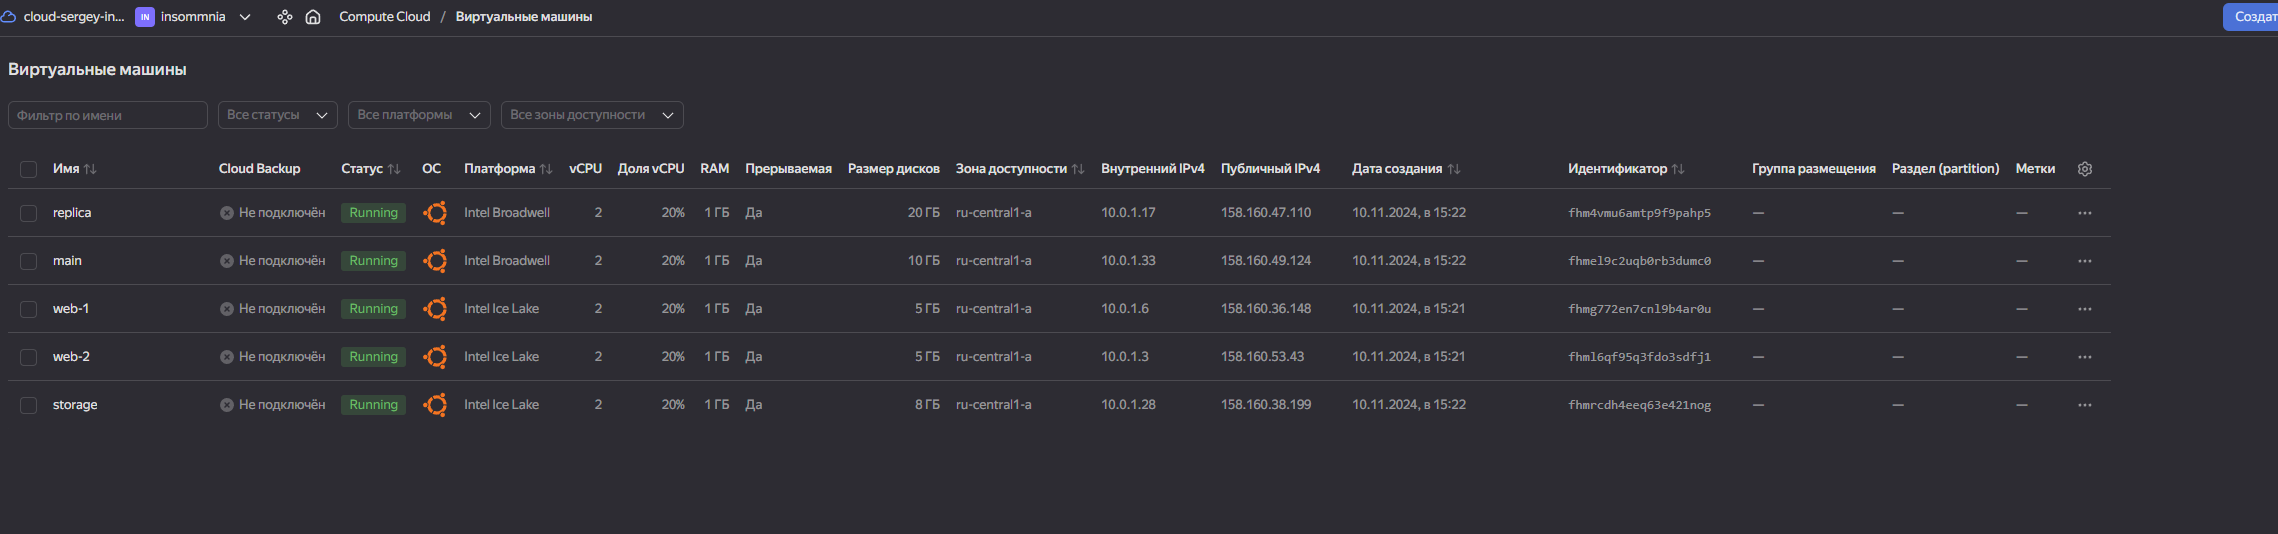 cloud-sergey-in... IN insommnia Compute Cloud / Виртуальные машины Создат
Виртуальные машины
Фильтр по имени Все статусы Все платформы Все зоны доступности
Имя Cloud Backup Статус ОС Платформа vCPU Доля vCPU RAM Прерываемая Размер дисков Зона доступности Внутренний IPv4 Публичный IPv4 Дата создания Идентификатор Группа размещения Раздел (partition) Метки
replica Не подключён Running Intel Broadwell 2 20% 1 ГБ Да 20 ГБ ru-central1-a 10.0.1.17 158.160.47.110 10.11.2024, в 15:22 fhm4vmu6amtp9f9pahp5 — — — ...
main Не подключён Running Intel Broadwell 2 20% 1 ГБ Да 10 ГБ ru-central1-a 10.0.1.33 158.160.49.124 10.11.2024, в 15:22 fhmel9c2uqb0rb3dumc0 — — — ...
web-1 Не подключён Running Intel Ice Lake 2 20% 1 ГБ Да 5 ГБ ru-central1-a 10.0.1.6 158.160.36.148 10.11.2024, в 15:21 fhmg772en7cnl9b4ar0u — — — ...
web-2 Не подключён Running Intel Ice Lake 2 20% 1 ГБ Да 5 ГБ ru-central1-a 10.0.1.3 158.160.53.43 10.11.2024, в 15:21 fhml6qf95q3fdo3sdfj1 — — — ...
storage Не подключён Running Intel Ice Lake 2 20% 1 ГБ Да 8 ГБ ru-central1-a 10.0.1.28 158.160.38.199 10.11.2024, в 15:22 fhmrcdh4eeq63e421nog — — — ...